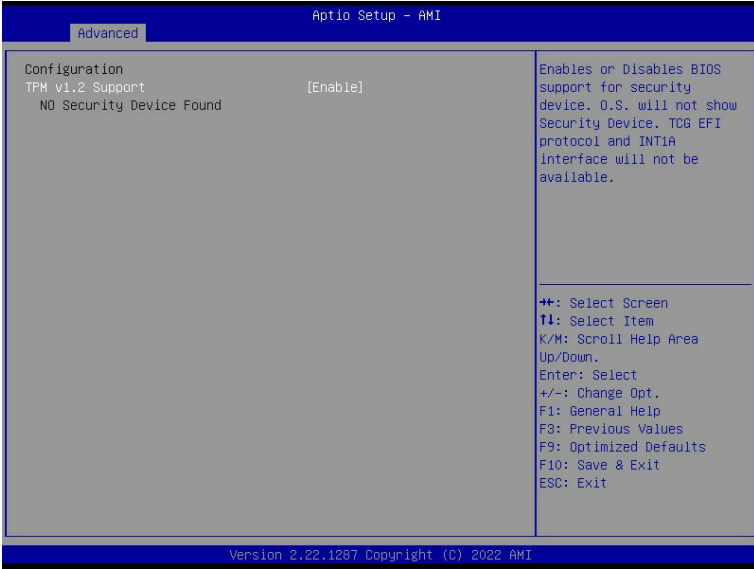 Aptio Setup – AMI
Advanced
Configuration
TPM v1.2 Support [Enable]
NO Security Device Found
Enables or Disables BIOS
support for security
device. O.S. will not show
Security Device. TCG EFI
protocol and INT1A
interface will not be
available.
→←: Select Screen
↑↓: Select Item
K/M: Scroll Help Area
Up/Down.
Enter: Select
+/-: Change Opt.
F1: General Help
F3: Previous Values
F9: Optimized Defaults
F10: Save & Exit
ESC: Exit
Version 2.22.1287 Copyright (C) 2022 AMI